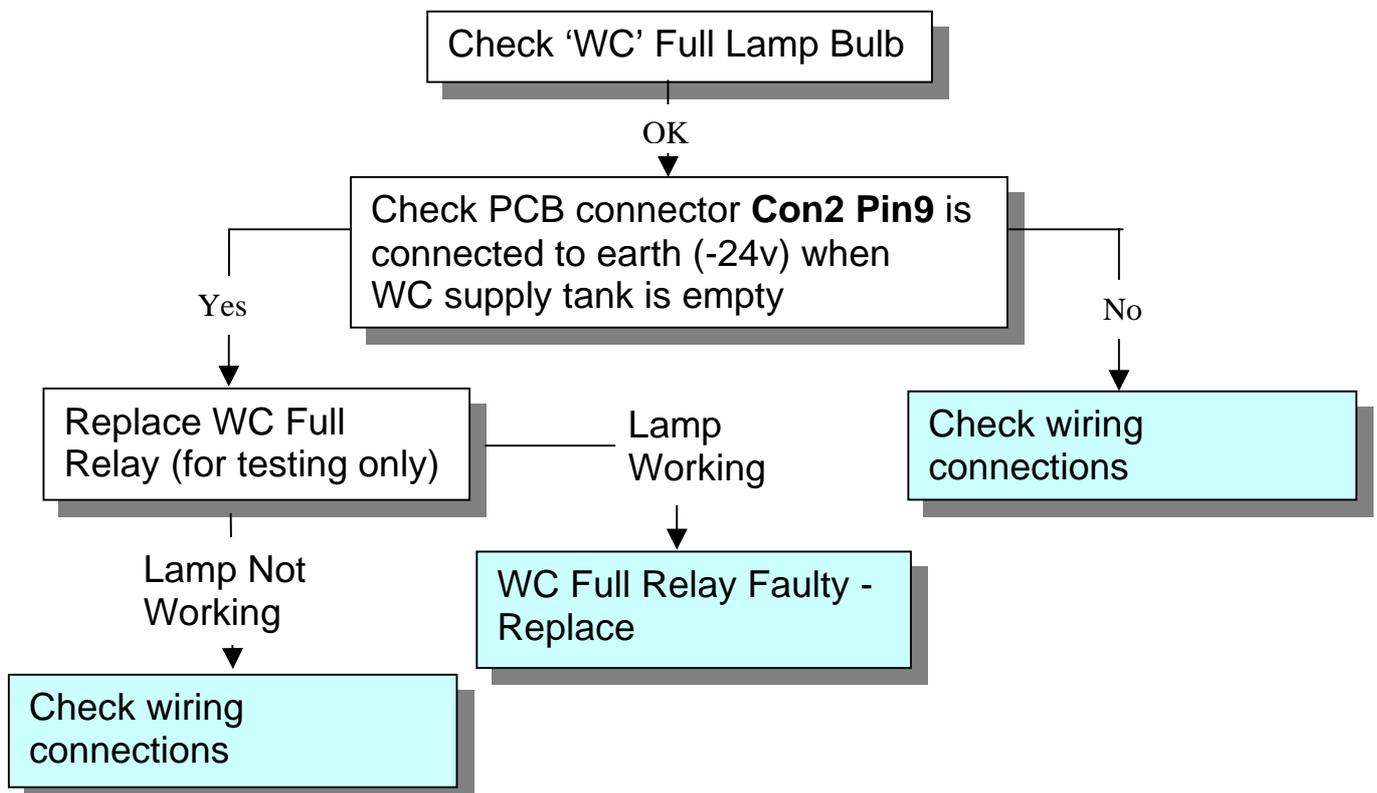 Check ‘WC’ Full Lamp Bulb
OK
Check PCB connector Con2 Pin9 is
connected to earth (-24v) when
WC supply tank is empty
Yes
No
Replace WC Full
Relay (for testing only)
Lamp
Working
Check wiring
connections
Lamp Not
Working
WC Full Relay Faulty -
Replace
Check wiring
connections